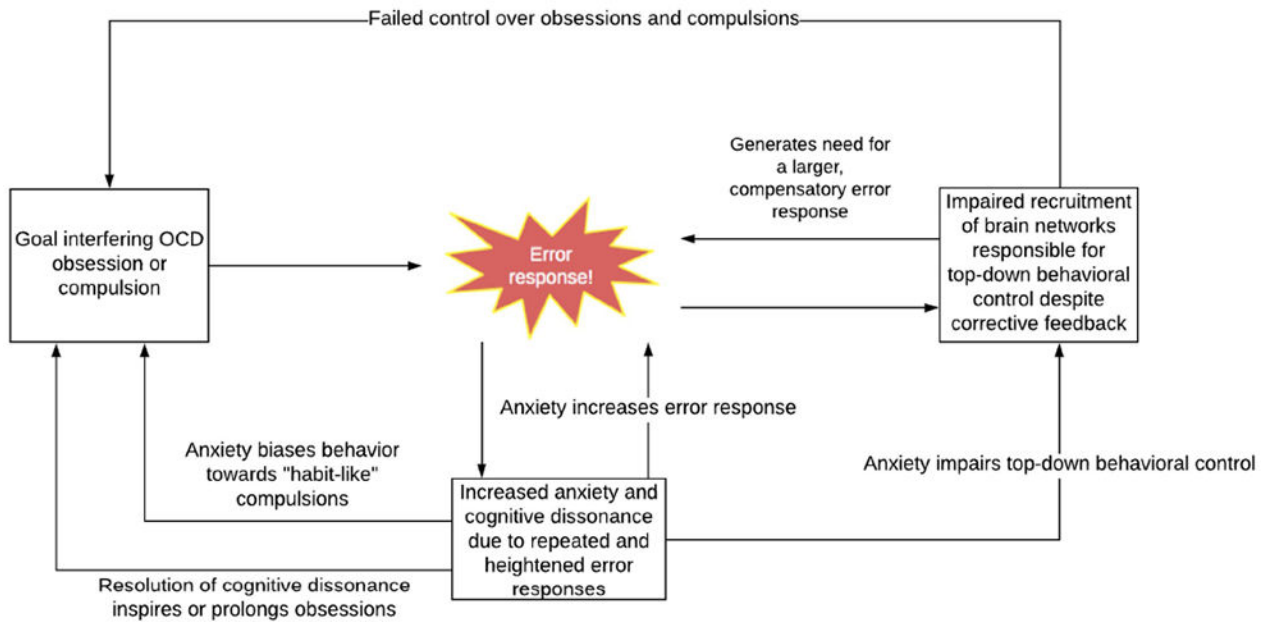 Failed control over obsessions and compulsions
Generates need for
a larger,
compensatory error
response
Goal interfering OCD
obsession or
compulsion
Error
response!
Impaired recruitment
of brain networks
responsible for
top-down behavioral
control despite
corrective feedback
Anxiety increases error response
Anxiety biases behavior
towards "habit-like"
compulsions
Anxiety impairs top-down behavioral control
Increased anxiety and
cognitive dissonance
due to repeated and
heightened error
responses
Resolution of cognitive dissonance
inspires or prolongs obsessions